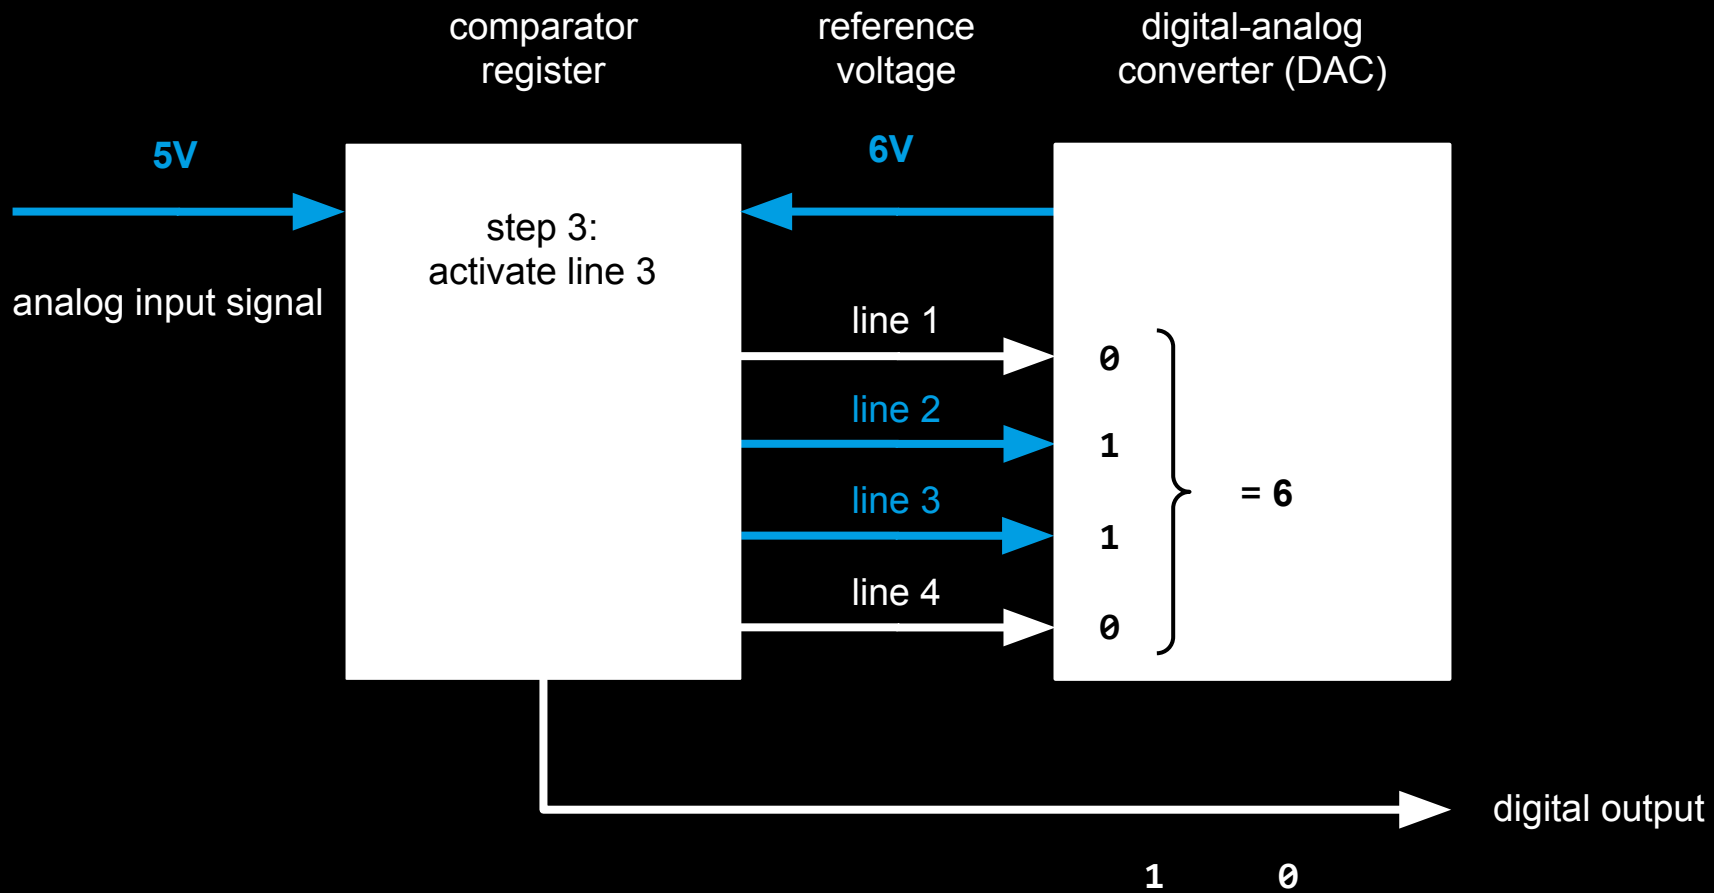 comparator
register
reference
voltage
digital-analog
converter (DAC)
5V
6V
step 3:
activate line 3
analog input signal
line 1
0
line 2
1
= 6
line 3
1
line 4
0
digital output
1 0